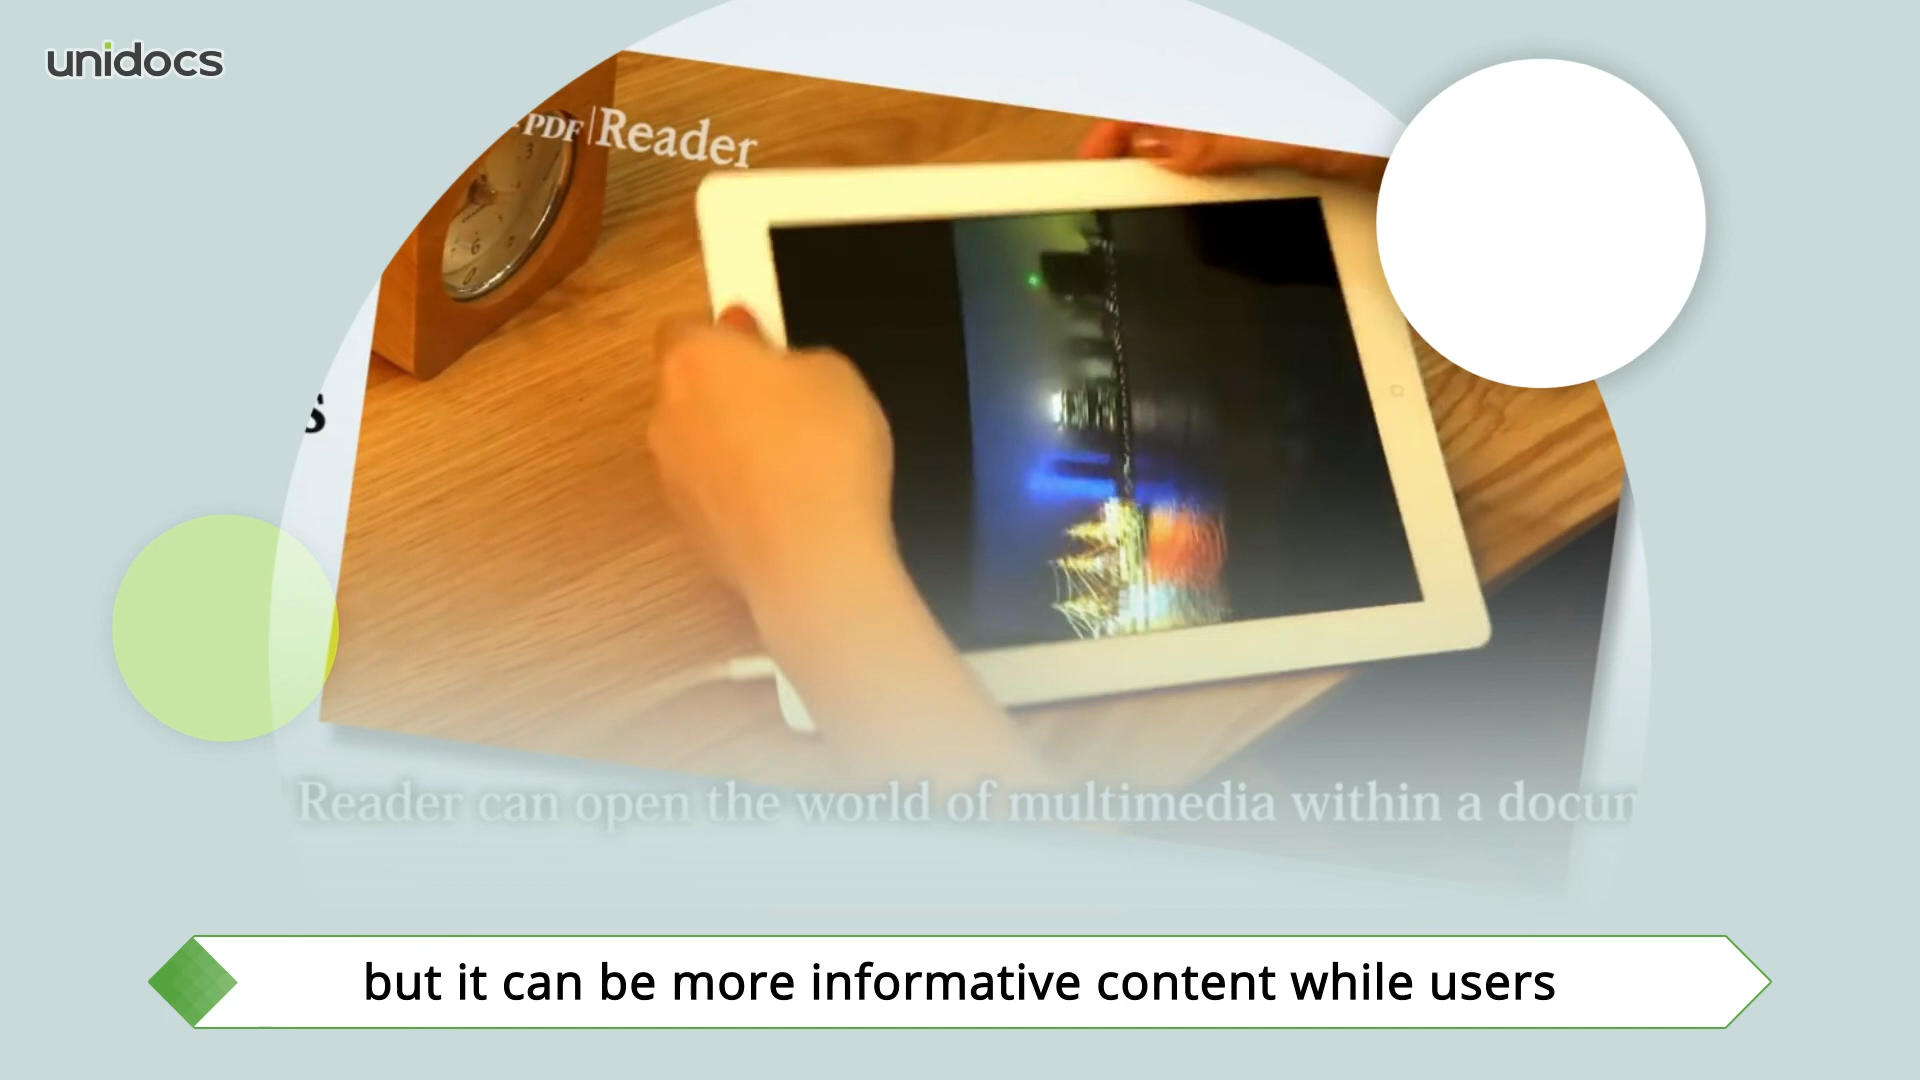 unidocs
PDF|Reader
s
Reader can open the world of multimedia within a docum
but it can be more informative content while users